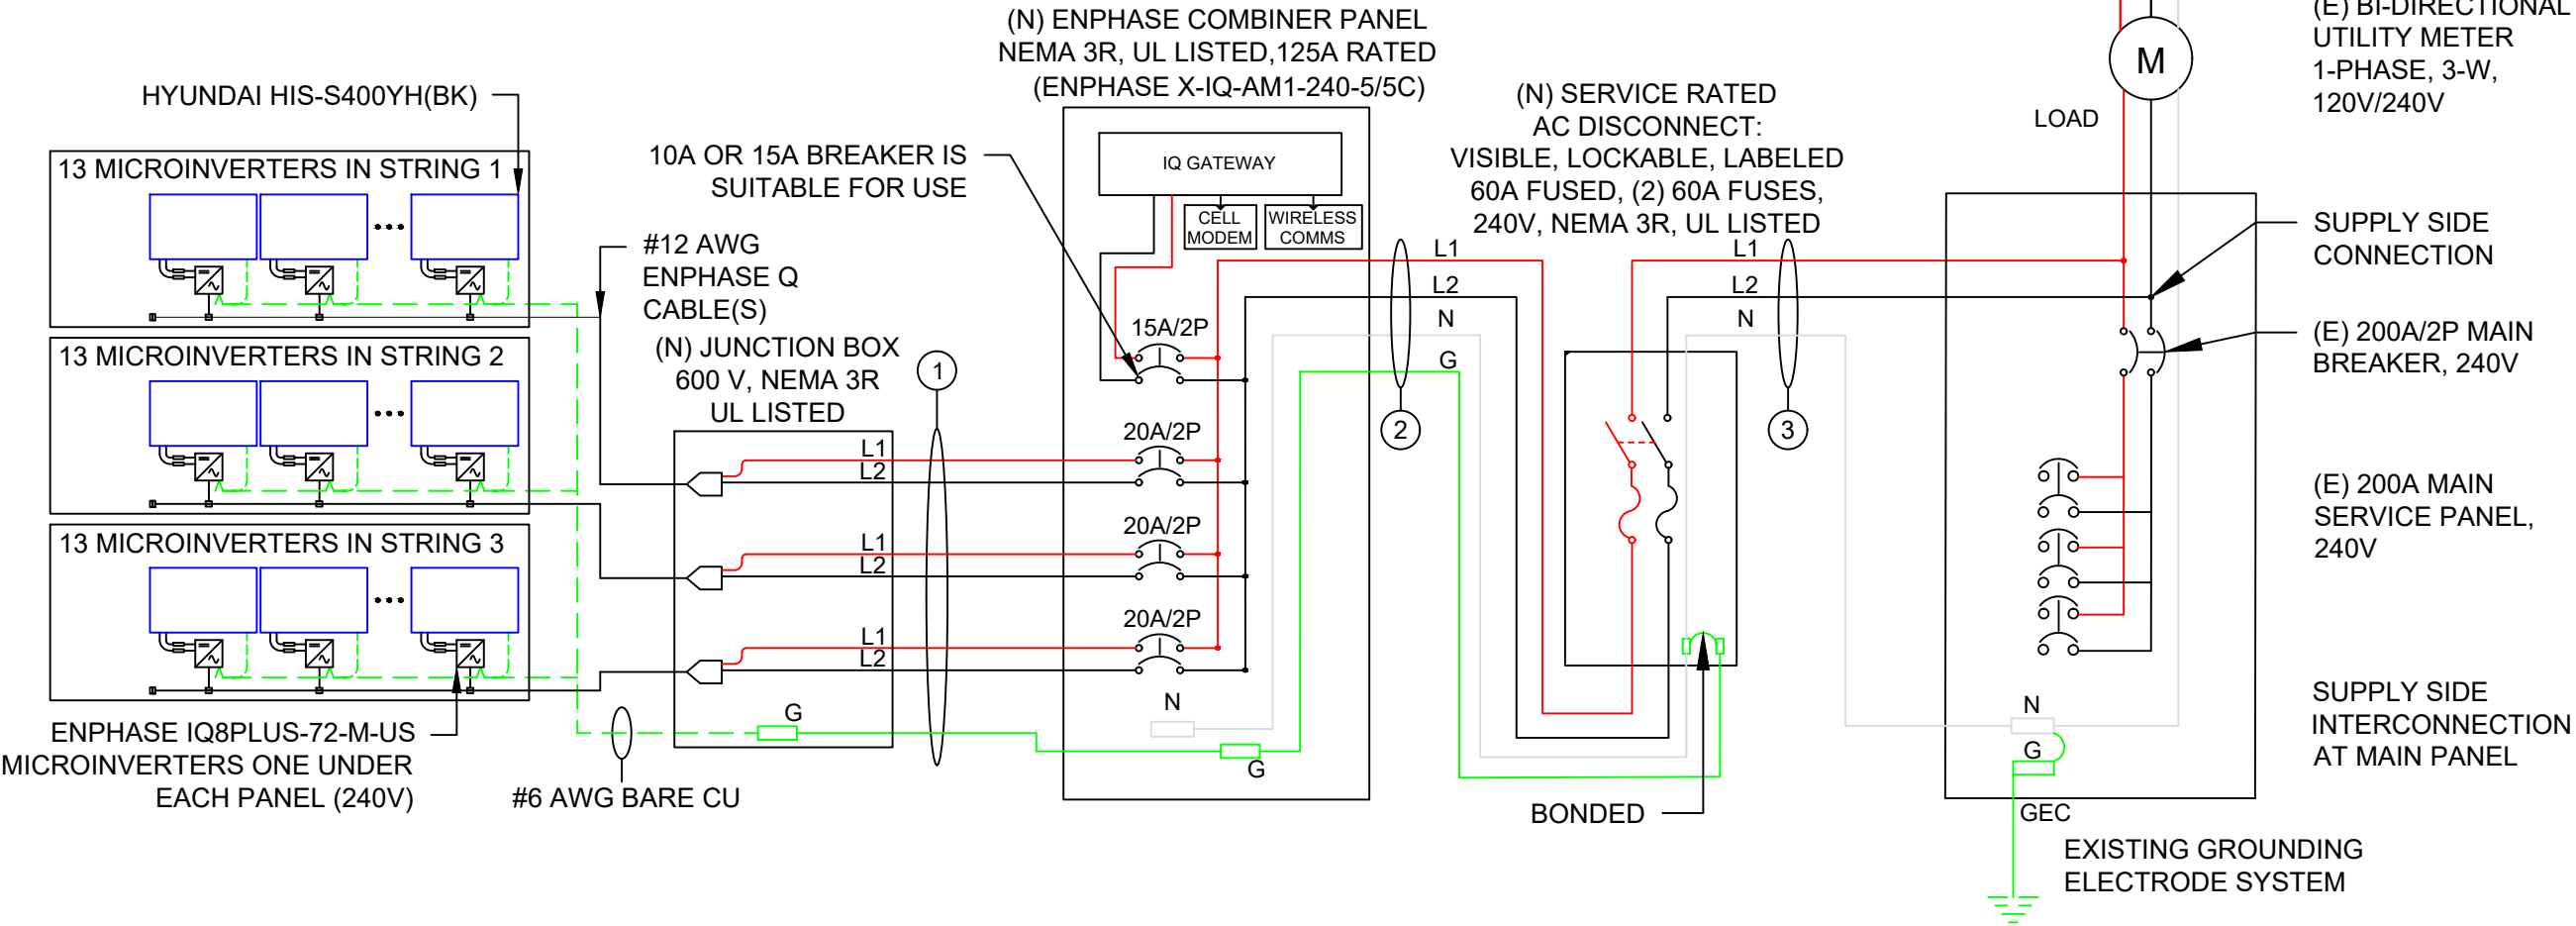 (N) ENPHASE COMBINER PANEL
NEMA 3R, UL LISTED,125A RATED
(ENPHASE X-IQ-AM1-240-5/5C)
(E) BI-DIRECTIONAL
UTILITY METER
1-PHASE, 3-W,
120V/240V
M
LOAD
HYUNDAI HIS-S400YH(BK)
(N) SERVICE RATED
AC DISCONNECT:
VISIBLE, LOCKABLE, LABELED
60A FUSED, (2) 60A FUSES,
240V, NEMA 3R, UL LISTED
10A OR 15A BREAKER IS
SUITABLE FOR USE
IQ GATEWAY
CELL
MODEM
WIRELESS
COMMS
13 MICROINVERTERS IN STRING 1
#12 AWG
ENPHASE Q
CABLE(S)
SUPPLY SIDE
CONNECTION
L1
L2
N
G
L1
L2
N
15A/2P
(E) 200A/2P MAIN
BREAKER, 240V
13 MICROINVERTERS IN STRING 2
(N) JUNCTION BOX
600 V, NEMA 3R
UL LISTED
1
2
3
20A/2P
L1
L2
(E) 200A MAIN
SERVICE PANEL,
240V
13 MICROINVERTERS IN STRING 3
20A/2P
L1
L2
20A/2P
L1
L2
N
G
G
N
G
SUPPLY SIDE
INTERCONNECTION
AT MAIN PANEL
ENPHASE IQ8PLUS-72-M-US
MICROINVERTERS ONE UNDER
EACH PANEL (240V)
#6 AWG BARE CU
BONDED
GEC
EXISTING GROUNDING
ELECTRODE SYSTEM